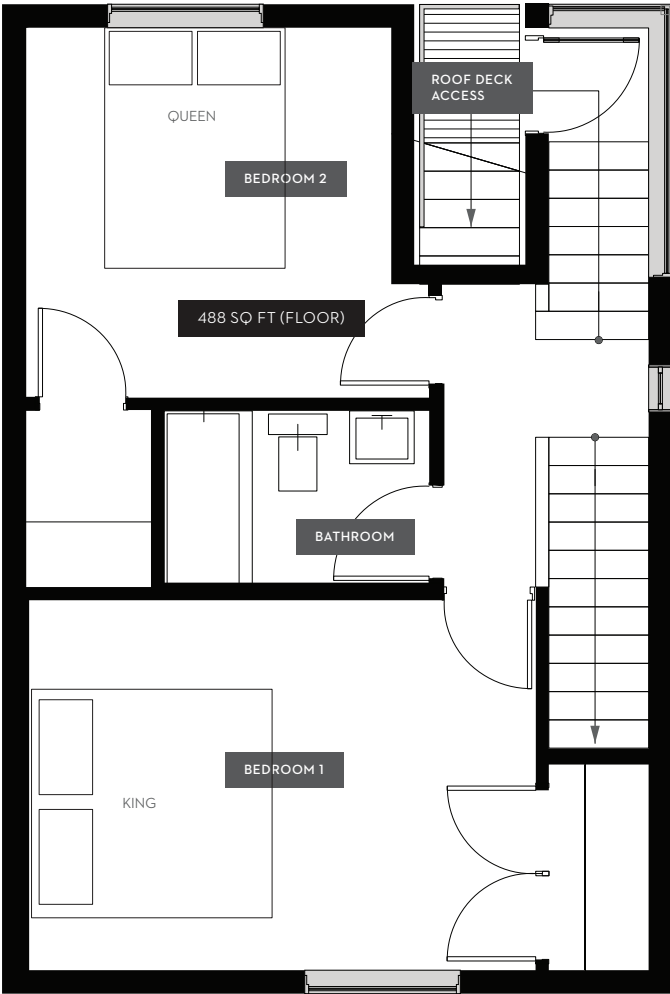 ROOF DECK
ACCESS
QUEEN
BEDROOM 2
488 SQ FT (FLOOR)
BATHROOM
BEDROOM 1
KING